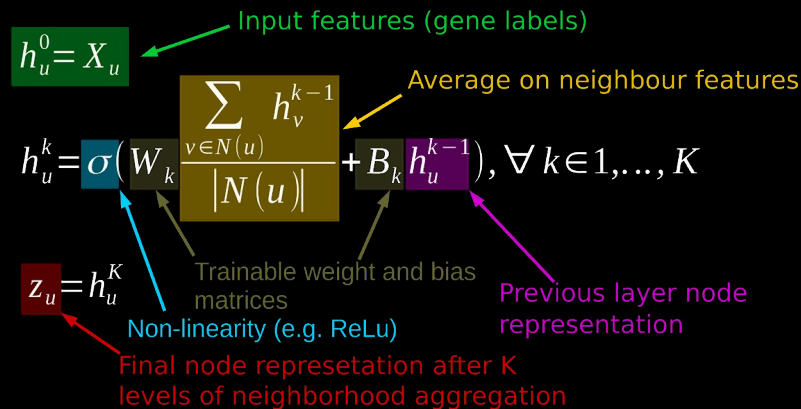 Input features (gene labels)
h_u^0 = X_u
Average on neighbour features
h_u^k = σ( W_k ∑_{v∈N(u)} h_v^{k-1} / |N(u)| + B_k h_u^{k-1} ), ∀ k∈1,..., K
Trainable weight and bias
matrices
z_u = h_u^K
Previous layer node
representation
Non-linearity (e.g. ReLu)
Final node represetation after K
levels of neighborhood aggregation